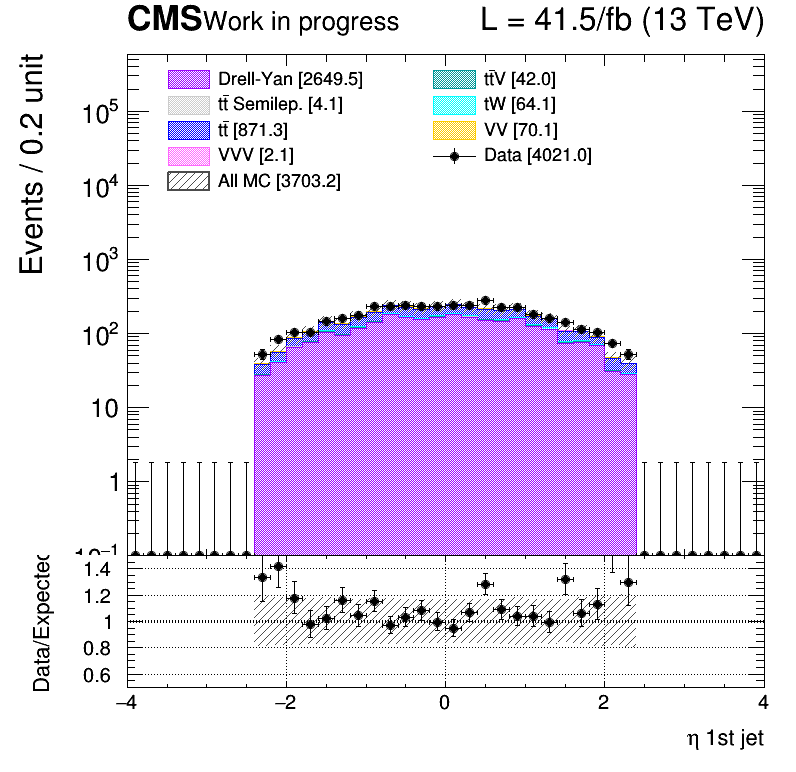 CMS Work in progress L = 41.5/fb (13 TeV)
Events / 0.2 unit
Drell-Yan [2649.5]
tt̄ Semilep. [4.1]
tt̄ [871.3]
VVV [2.1]
All MC [3703.2]
tt̄V [42.0]
tW [64.1]
VV [70.1]
Data [4021.0]
10⁵
10⁴
10³
10²
10
1
10⁻¹
Data/Expected
1.4
1.2
1
0.8
0.6
−4 −2 0 2 4
η 1st jet